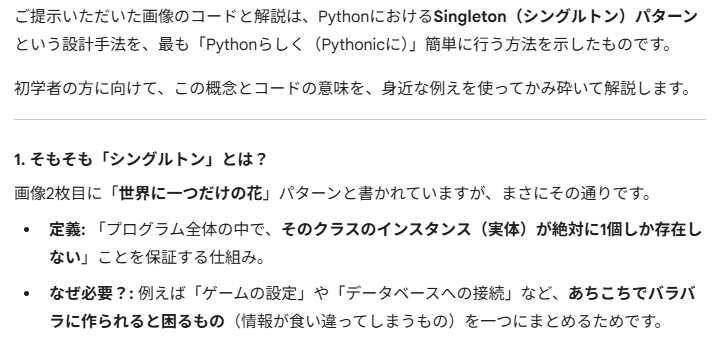 ご提示いただいた画像のコードと解説は、PythonにおけるSingleton（シングルトン）パターン
という設計手法を、最も「Pythonらしく（Pythonicに）」簡単に行う方法を示したものです。
初学者の方に向けて、この概念とコードの意味を、身近な例えを使ってかみ砕いて解説します。
1. そもそも「シングルトン」とは？
画像2枚目に「世界に一つだけの花」パターンと書かれていますが、まさにその通りです。
• 定義: 「プログラム全体の中で、そのクラスのインスタンス（実体）が絶対に1個しか存在し
ない」ことを保証する仕組み。
• なぜ必要？: 例えば「ゲームの設定」や「データベースへの接続」など、あちこちでバラバ
ラに作られると困るもの（情報が食い違ってしまうもの）を一つにまとめるためです。